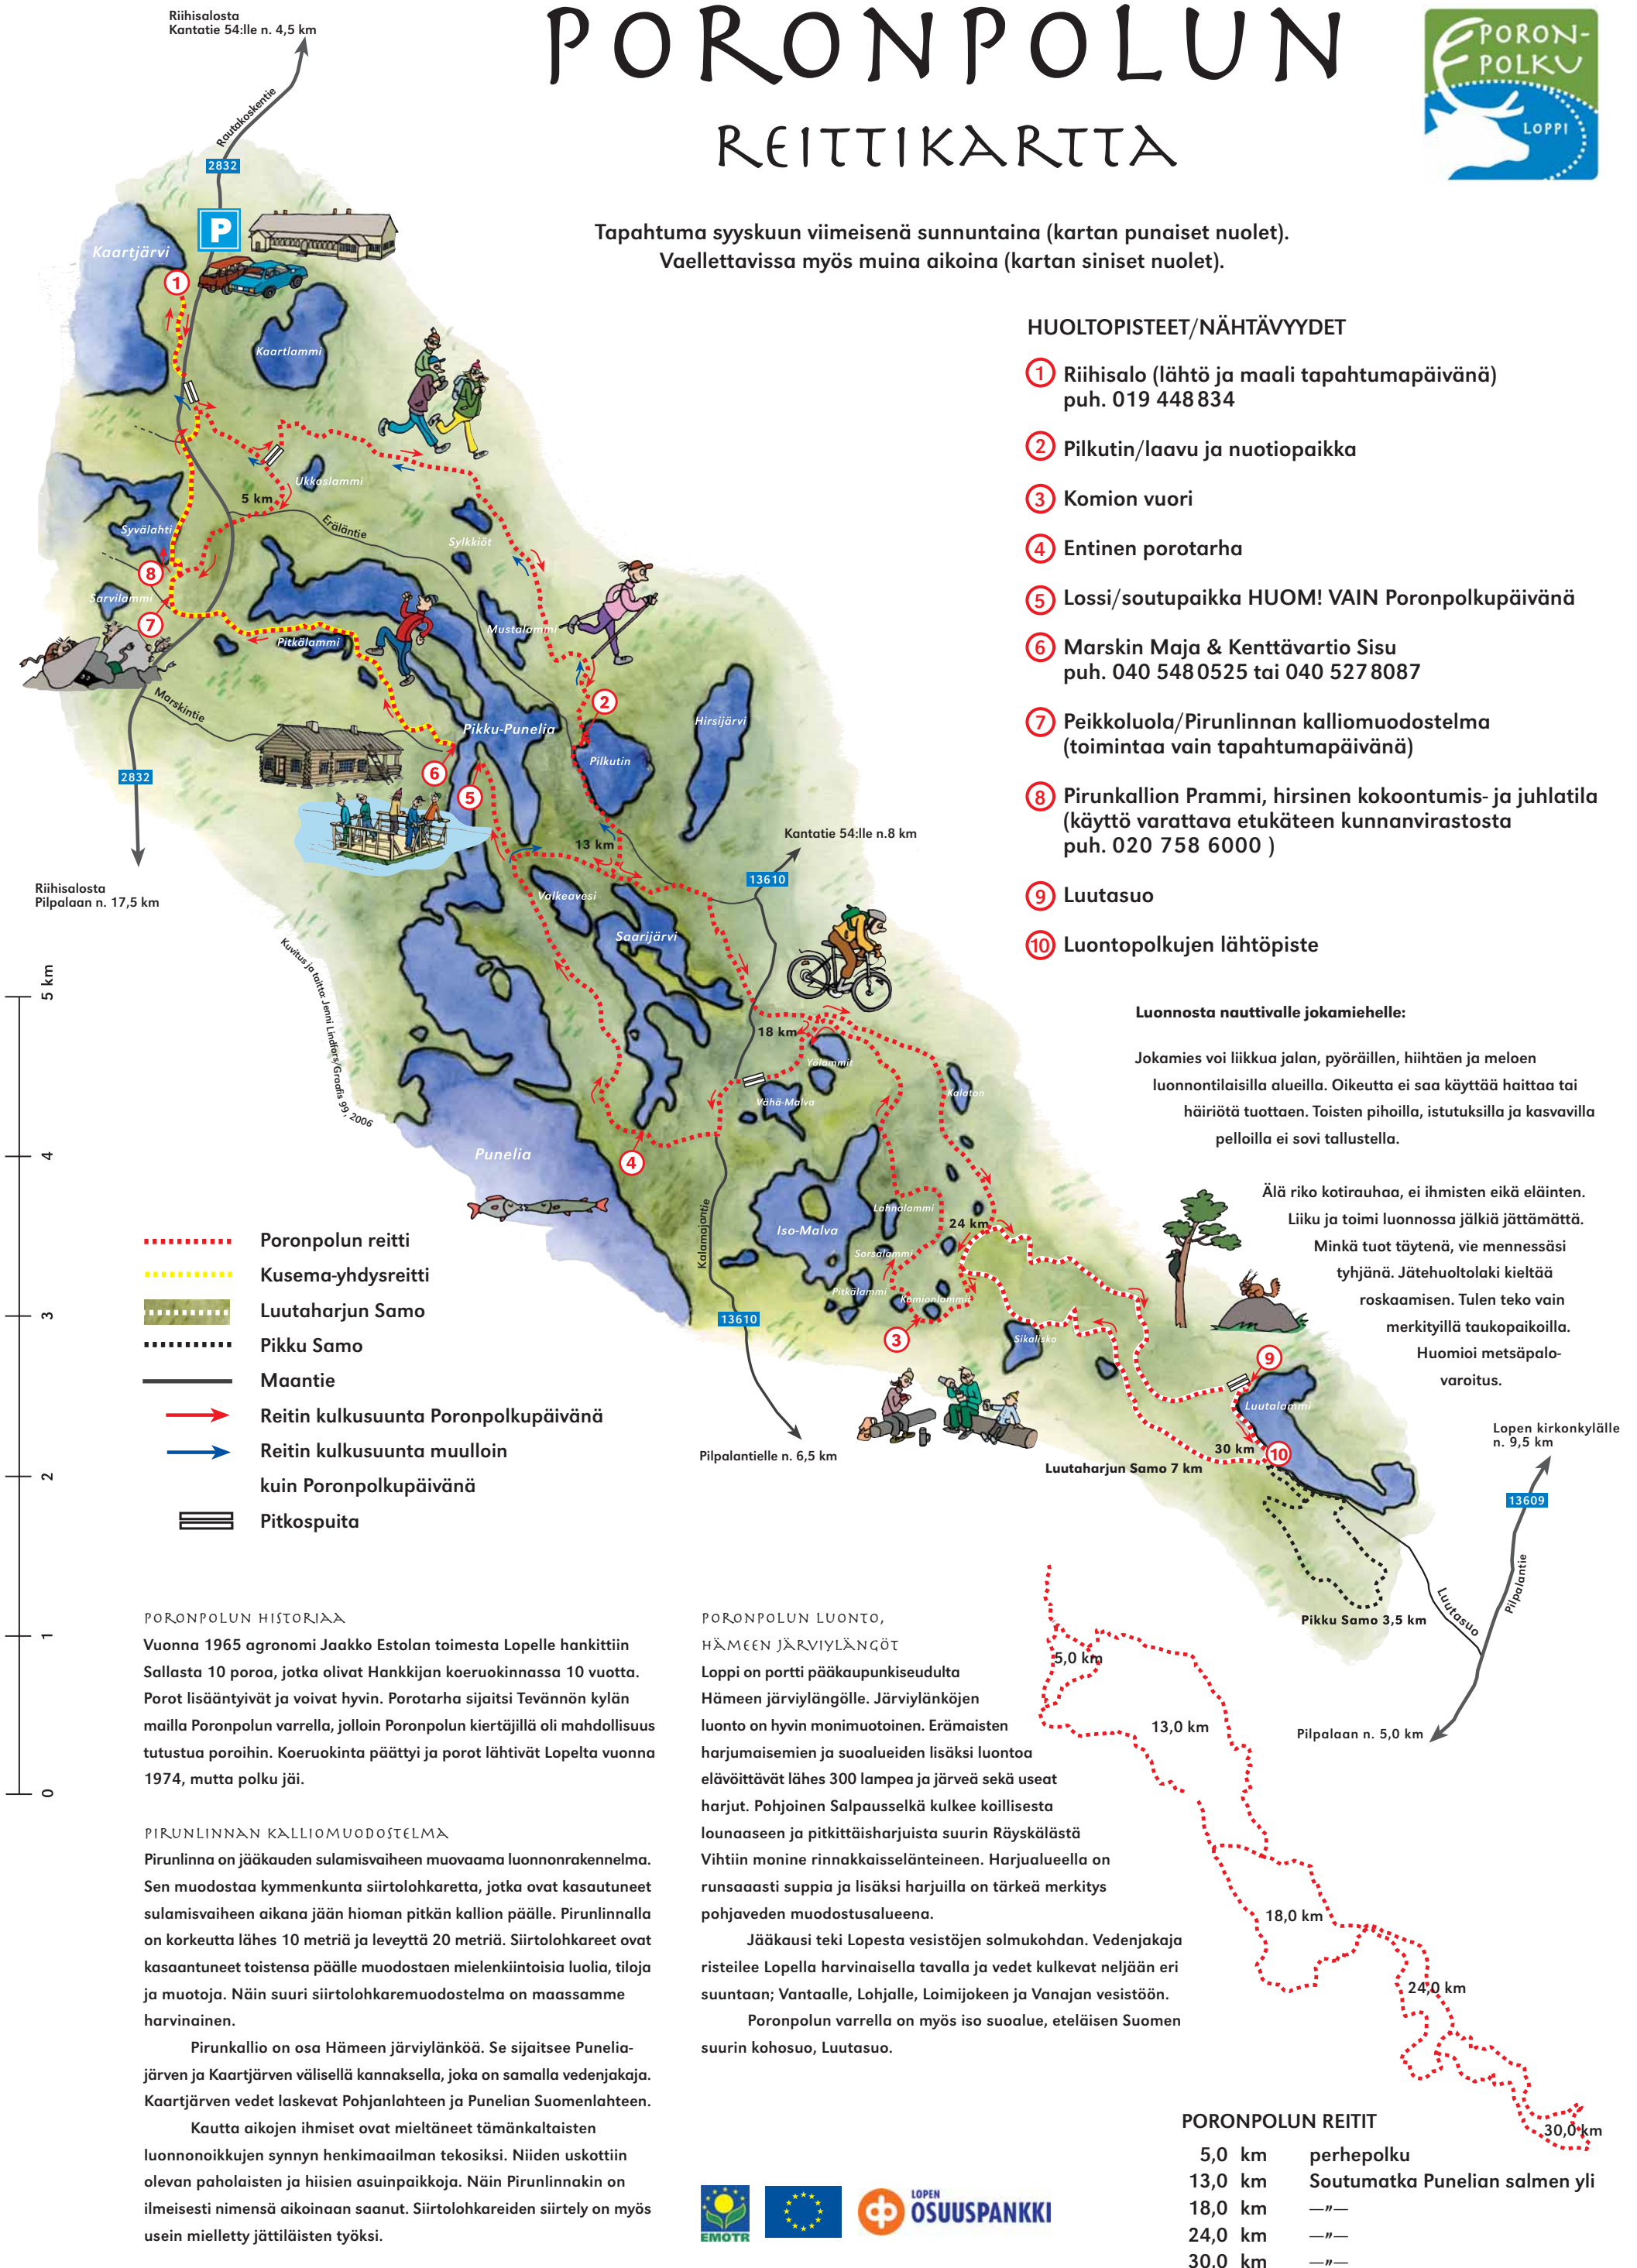 Riihisalosta
Kantatie 54:lle n. 4,5 km
PORONPOLUN
REITTIKARTTA
PORON-
POLKU
LOPPI
Rautakoskentie
2832
P
Tapahtuma syyskuun viimeisenä sunnuntaina (kartan punaiset nuolet).
Vaellettavissa myös muina aikoina (kartan siniset nuolet).
HUOLTOPISTEET/NÄHTÄVYYDET
1 Riihisalo (lähtö ja maali tapahtumapäivänä)
puh. 019 448 834
2 Pilkutin/laavu ja nuotiopaikka
3 Komion vuori
4 Entinen porotarha
5 Lossi/soutupaikka HUOM! VAIN Poronpolkupäivänä
6 Marskin Maja & Kenttävartio Sisu
puh. 040 548 0525 tai 040 527 8087
7 Peikkoluola/Pirunlinnan kalliomuodostelma
(toimintaa vain tapahtumapäivänä)
8 Pirunkallion Prammi, hirsinen kokoontumis- ja juhlatila
(käyttö varattava etukäteen kunnanvirastosta
puh. 020 758 6000 )
9 Luutasuo
10 Luontopolkujen lähtöpiste
Kaartjärvi
1
Kaartlammi
Ukkoslammi
5 km
Eräläntie
Syvälahti
Sylkkiöt
8
Sarvilammi
7
Pitkälammi
Mustalammi
Marskintie
2
Hirsijärvi
Pikku-Punelia
Pilkutin
6
5
2832
13 km
Kantatie 54:lle n.8 km
13610
Riihisalosta
Pilpalaan n. 17,5 km
Valkeavesi
Saarijärvi
Kuvitus ja taitto: Jenni Lindfors/Graafis 99, 2006
18 km
Yölammit
Vähä-Malva
Kalaton
Punelia
4
Kalamajantie
Iso-Malva
Lahnalammi
24 km
Sorsalammi
Pitkälammi
Komionlammit
3
13610
Sikalisko
9
Luutalammi
30 km
10
Luutaharjun Samo 7 km
Pilpalantielle n. 6,5 km
Pikku Samo 3,5 km
Luutasuo
Lopen kirkonkylälle
n. 9,5 km
13609
Pilpalantie
Pilpalaan n. 5,0 km
5 km
4
3
2
1
0
Luonnosta nauttivalle jokamiehelle:
Jokamies voi liikkua jalan, pyöräillen, hiihtäen ja meloen
luonnontilaisilla alueilla. Oikeutta ei saa käyttää haittaa tai
häiriötä tuottaen. Toisten pihoilla, istutuksilla ja kasvavilla
pelloilla ei sovi tallustella.
Älä riko kotirauhaa, ei ihmisten eikä eläinten.
Liiku ja toimi luonnossa jälkiä jättämättä.
Minkä tuot täytenä, vie mennessäsi
tyhjänä. Jätehuoltolaki kieltää
roskaamisen. Tulen teko vain
merkityillä taukopaikoilla.
Huomioi metsäpalo-
varoitus.
Poronpolun reitti
Kusema-yhdysreitti
Luutaharjun Samo
Pikku Samo
Maantie
Reitin kulkusuunta Poronpolkupäivänä
Reitin kulkusuunta muulloin
kuin Poronpolkupäivänä
Pitkospuita
PORONPOLUN HISTORIAA
Vuonna 1965 agronomi Jaakko Estolan toimesta Lopelle hankittiin
Sallasta 10 poroa, jotka olivat Hankkijan koeruokinnassa 10 vuotta.
Porot lisääntyivät ja voivat hyvin. Porotarha sijaitsi Tevännön kylän
mailla Poronpolun varrella, jolloin Poronpolun kiertäjillä oli mahdollisuus
tutustua poroihin. Koeruokinta päättyi ja porot lähtivät Lopelta vuonna
1974, mutta polku jäi.
PIRUNLINNAN KALLIOMUODOSTELMA
Pirunlinna on jääkauden sulamisvaiheen muovaama luonnonrakennelma.
Sen muodostaa kymmenkunta siirtolohkaretta, jotka ovat kasautuneet
sulamisvaiheen aikana jään hioman pitkän kallion päälle. Pirunlinnalla
on korkeutta lähes 10 metriä ja leveyttä 20 metriä. Siirtolohkareet ovat
kasaantuneet toistensa päälle muodostaen mielenkiintoisia luolia, tiloja
ja muotoja. Näin suuri siirtolohkaremuodostelma on maassamme
harvinainen.
Pirunkallio on osa Hämeen järviylänköä. Se sijaitsee Punelia-
järven ja Kaartjärven välisellä kannaksella, joka on samalla vedenjakaja.
Kaartjärven vedet laskevat Pohjanlahteen ja Punelian Suomenlahteen.
Kautta aikojen ihmiset ovat mieltäneet tämänkaltaisten
luonnonoikkujen synnyn henkimaailman tekosiksi. Niiden uskottiin
olevan paholaisten ja hiisien asuinpaikkoja. Näin Pirunlinnakin on
ilmeisesti nimensä aikoinaan saanut. Siirtolohkareiden siirtely on myös
usein mielletty jättiläisten työksi.
PORONPOLUN LUONTO,
HÄMEEN JÄRVIYLÄNGÖT
Loppi on portti pääkaupunkiseudulta
Hämeen järviylängölle. Järviylänköjen
luonto on hyvin monimuotoinen. Erämaisten
harjumaisemien ja suoalueiden lisäksi luontoa
elävöittävät lähes 300 lampea ja järveä sekä useat
harjut. Pohjoinen Salpausselkä kulkee koillisesta
lounaaseen ja pitkittäisharjuista suurin Räyskälästä
Vihtiin monine rinnakkaisselänteineen. Harjualueella on
runsaaasti suppia ja lisäksi harjuilla on tärkeä merkitys
pohjaveden muodostusalueena.
Jääkausi teki Lopesta vesistöjen solmukohdan. Vedenjakaja
risteilee Lopella harvinaisella tavalla ja vedet kulkevat neljään eri
suuntaan; Vantaalle, Lohjalle, Loimijokeen ja Vanajan vesistöön.
Poronpolun varrella on myös iso suoalue, eteläisen Suomen
suurin kohosuo, Luutasuo.
5,0 km
13,0 km
18,0 km
24,0 km
30,0 km
PORONPOLUN REITIT
5,0 km perhepolku
13,0 km Soutumatka Punelian salmen yli
18,0 km —"—
24,0 km —"—
30,0 km —"—
EMOTR
LOPEN
OSUUSPANKKI